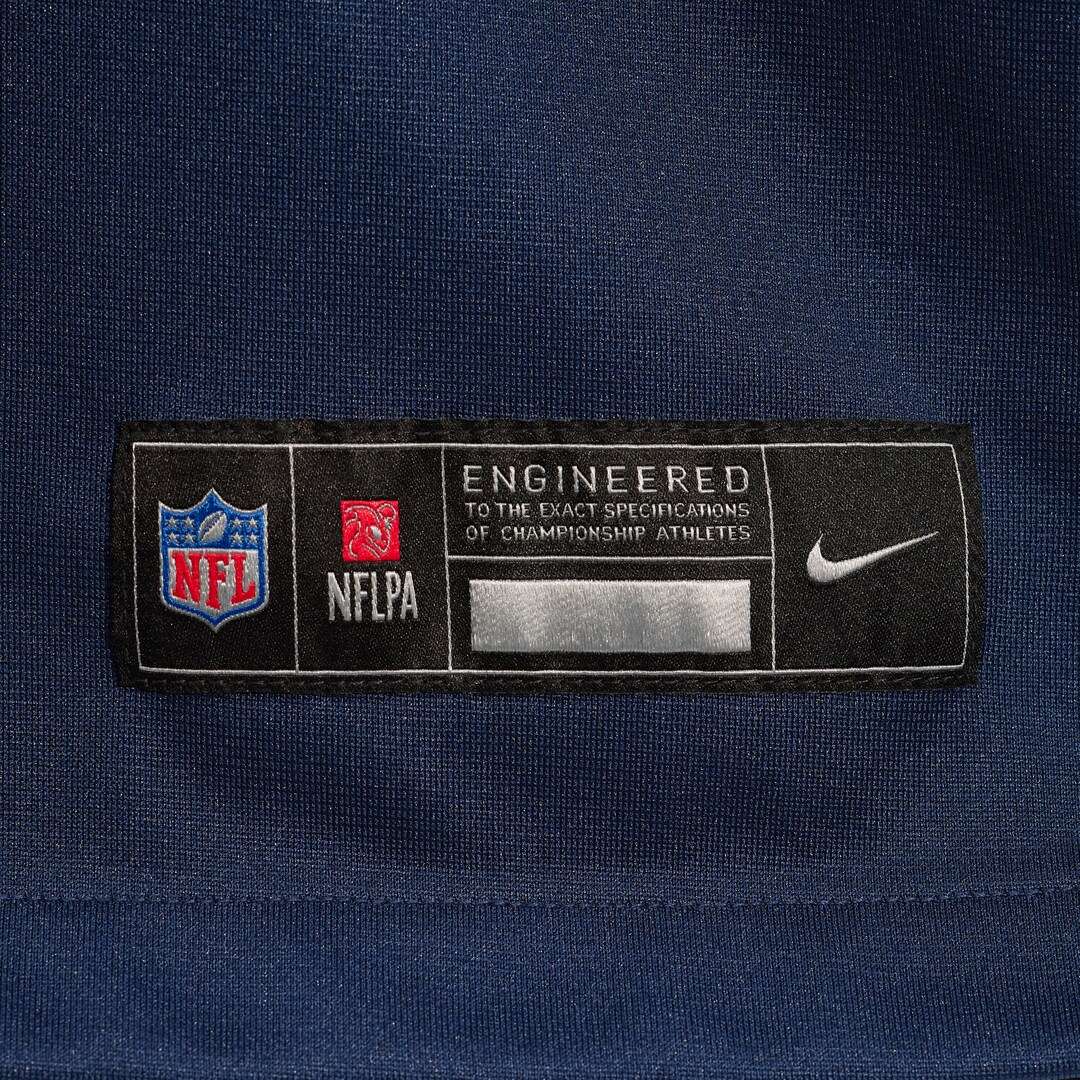 NFL
NFLPA
ENGINEERED
TO THE EXACT SPECIFICATIONS
OF CHAMPIONSHIP ATHLETES